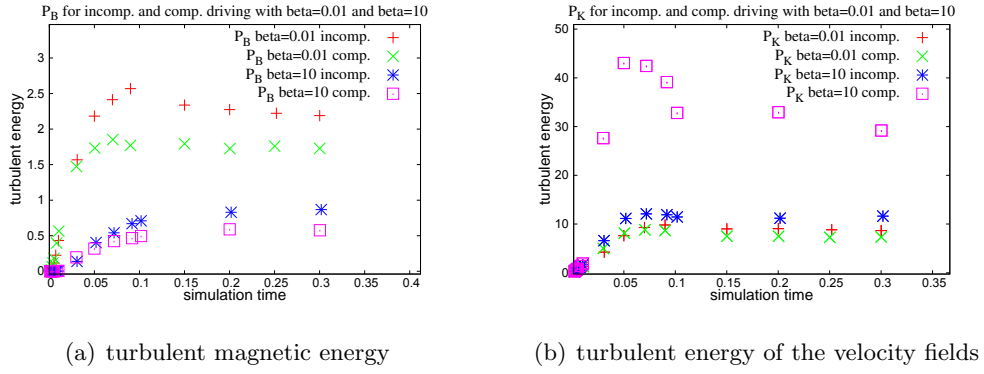 P_B for incomp. and comp. driving with beta=0.01 and beta=10
P_B beta=0.01 incomp.
P_B beta=0.01 comp.
P_B beta=10 incomp.
P_B beta=10 comp.
turbulent energy
3
2.5
2
1.5
1
0.5
0
0 0.05 0.1 0.15 0.2 0.25 0.3 0.35 0.4
simulation time
(a) turbulent magnetic energy
P_K for incomp. and comp. driving with beta=0.01 and beta=10
P_K beta=0.01 incomp.
P_K beta=0.01 comp.
P_K beta=10 incomp.
P_K beta=10 comp.
turbulent energy
50
40
30
20
10
0
0 0.05 0.1 0.15 0.2 0.25 0.3 0.35
simulation time
(b) turbulent energy of the velocity fields